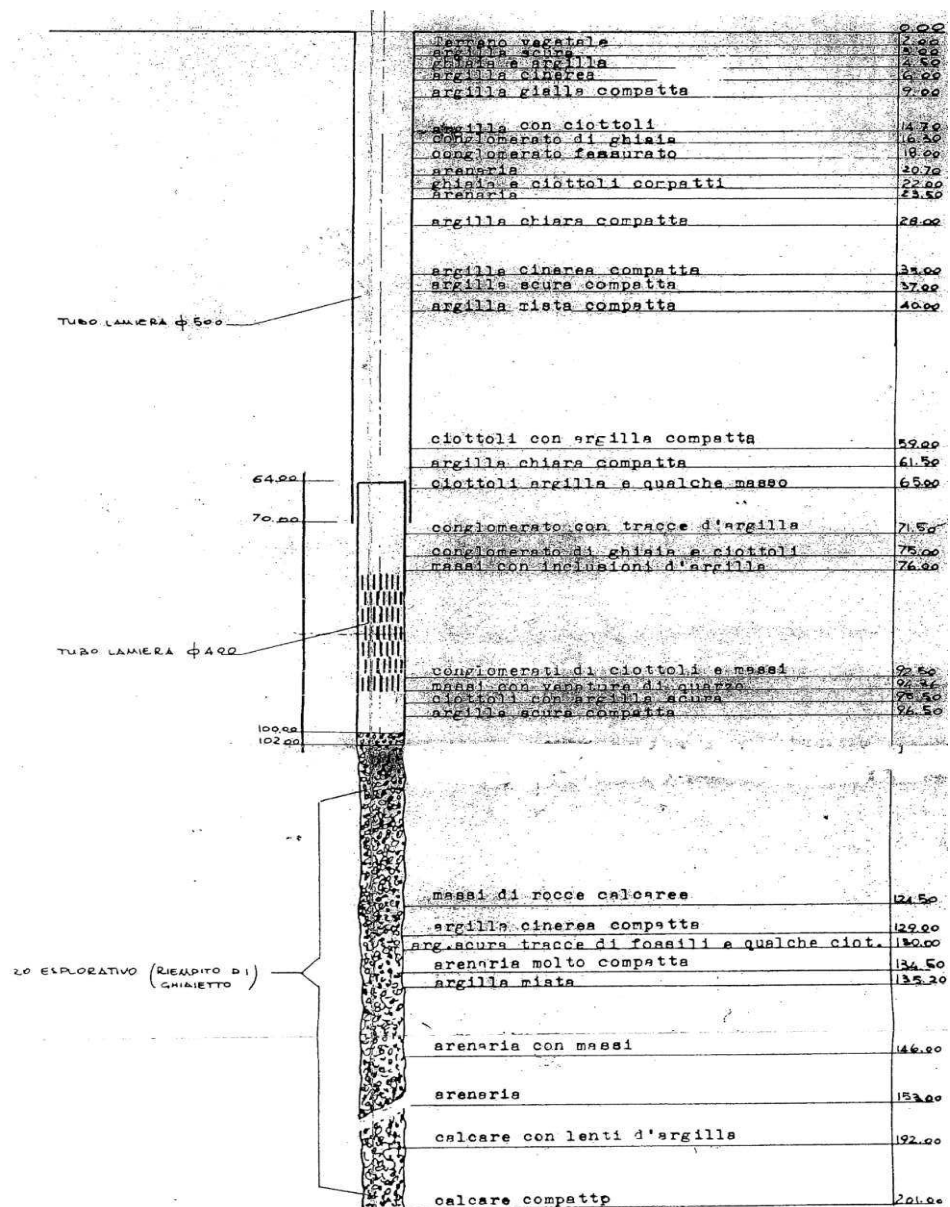 0.00
Terreno vegatale
argilla scura
ghiaia e argilla 4.50
argilla cinerea 6.00
argilla gialla compatta 9.00
argilla con ciottoli 14.70
conglomerato di ghiaia 16.30
conglomerato fessurato 18.00
arenaria 20.70
ghiaia e ciottoli compatti 22.00
arenaria 23.50
argilla chiara compatta 28.00
argilla cinerea compatta 35.00
argilla scura compatta 37.00
argilla mista compatta 40.00
TUBO LAMIERA ϕ 500
ciottoli con argilla compatta 59.00
argilla chiara compatta 61.50
64.00
ciottoli argilla e qualche masso 65.00
70.00
conglomerato con tracce d'argilla 71.50
conglomerato di ghiaia e ciottoli 75.00
massi con inclusioni d'argilla 76.00
TUBO LAMIERA ϕ 400
conglomerati di ciottoli e massi 92.50
massi con venatura di quarzo
ciottoli con argilla scura 95.50
argilla scura compatta 96.50
100.00
102.00
massi di rocce calcaree 124.50
argilla cinerea compatta 129.00
arg.scura tracce di fossili e qualche ciot. 130.00
arenaria molto compatta 134.50
20 ESPLORATIVO (RIEMPITO DI GHIAIETTO)
argilla mista 135.20
arenaria con massi 146.00
arenaria 153.00
calcare con lenti d'argilla 192.00
calcare compatto 201.00